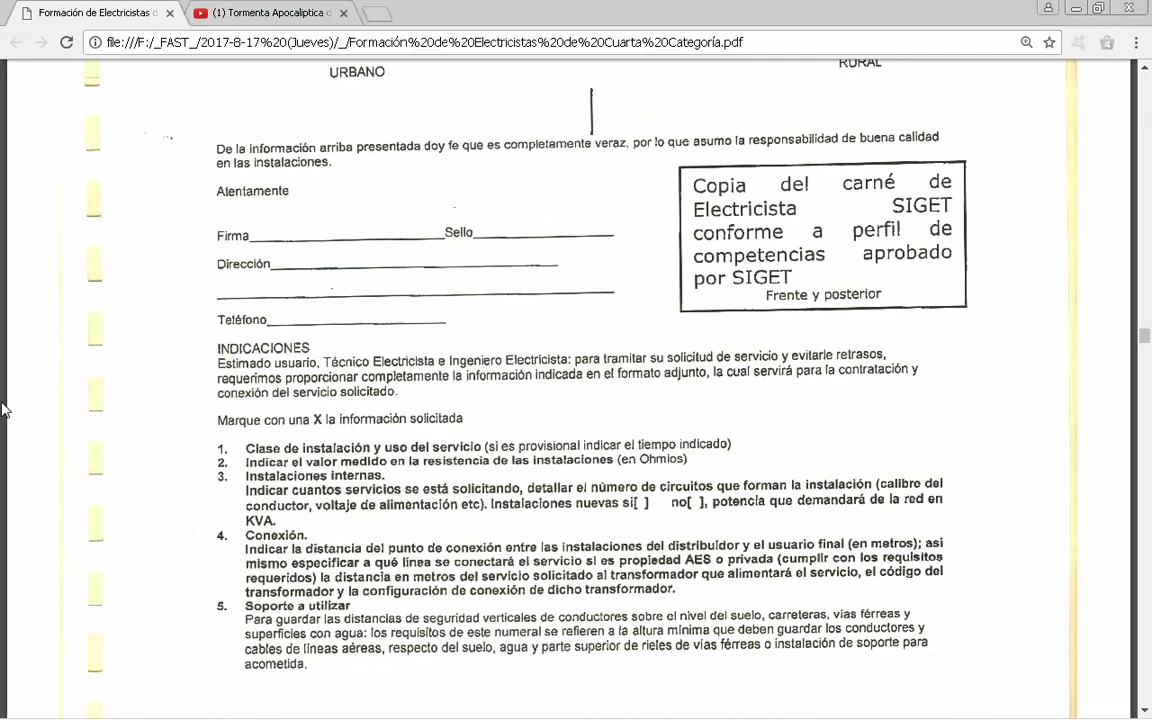 Formación de Electricistas d
(1) Tormenta Apocaliptica d
file:///F:/_FAST_/2017-8-17%20(Jueves)/_/Formación%20de%20Electricistas%20de%20Cuarta%20Categoría.pdf
URBANO
RURAL
De la información arriba presentada doy fe que es completamente veraz, por lo que asumo la responsabilidad de buena calidad
en las instalaciones.
Atentamente
Firma____________Sello____________
Dirección____________
Teléfono____________
Copia del carné de
Electricista SIGET
conforme a perfil de
competencias aprobado
por SIGET
Frente y posterior
INDICACIONES
Estimado usuario, Técnico Electricista e Ingeniero Electricista: para tramitar su solicitud de servicio y evitarle retrasos,
requerimos proporcionar completamente la información indicada en el formato adjunto, la cual servirá para la contratación y
conexión del servicio solicitado.
Marque con una X la información solicitada
1. Clase de instalación y uso del servicio (si es provisional indicar el tiempo indicado)
2. Indicar el valor medido en la resistencia de las instalaciones (en Ohmios)
3. Instalaciones internas.
Indicar cuantos servicios se está solicitando, detallar el número de circuitos que forman la instalación (calibre del
conductor, voltaje de alimentación etc). Instalaciones nuevas si[ ] no[ ], potencia que demandará de la red en
KVA.
4. Conexión.
Indicar la distancia del punto de conexión entre las instalaciones del distribuidor y el usuario final (en metros); asi
mismo especificar a qué línea se conectará el servicio si es propiedad AES o privada (cumplir con los requisitos
requeridos) la distancia en metros del servicio solicitado al transformador que alimentará el servicio, el código del
transformador y la configuración de conexión de dicho transformador.
5. Soporte a utilizar
Para guardar las distancias de seguridad verticales de conductores sobre el nivel del suelo, carreteras, vías férreas y
superficies con agua: los requisitos de este numeral se refieren a la altura mínima que deben guardar los conductores y
cables de líneas aéreas, respecto del suelo, agua y parte superior de rieles de vías férreas o instalación de soporte para
acometida.